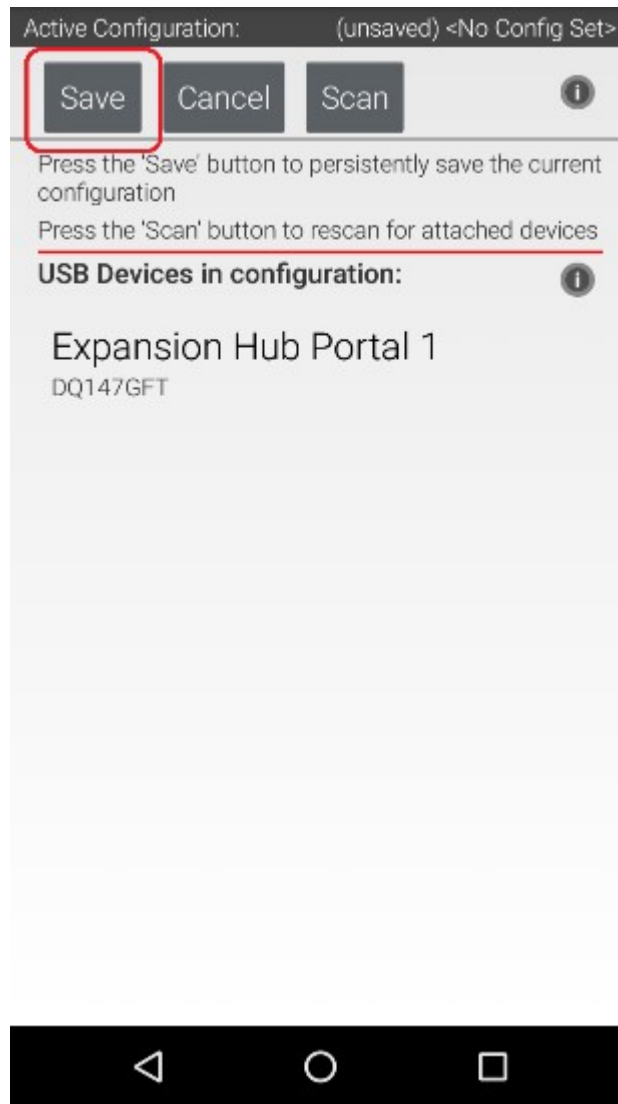 Active Configuration: (unsaved) <No Config Set>
Save Cancel Scan
Press the 'Save' button to persistently save the current
configuration
Press the 'Scan' button to rescan for attached devices
USB Devices in configuration:
Expansion Hub Portal 1
DQ147GFT